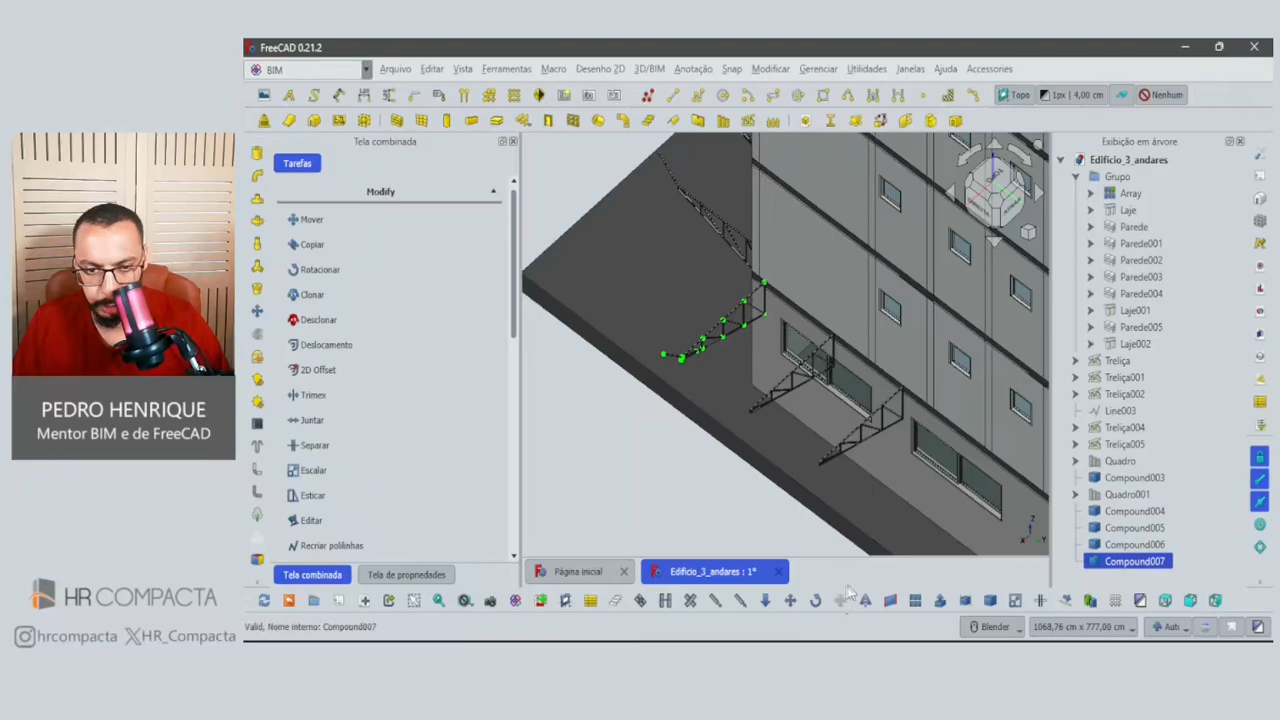 FreeCAD 0.21.2
BIM
Arquivo Editar Vista Ferramentas Macro Desenho 2D 3D/BIM Anotação Snap Modificar Gerenciar Utilidades Janelas Ajuda Accessories
Topo 1px | 4,00 cm Nenhum
Tela combinada
Tarefas
Modify
Mover
Copiar
Rotacionar
Clonar
Desclonar
Deslocamento
2D Offset
Trimex
Juntar
Separar
Escalar
Esticar
Editar
Recriar polilinhas
Tela combinada Tela de propriedades
TOPO
Z
X
Y
Exibição em árvore
Edificio_3_andares
Grupo
Array
Laje
Parede
Parede001
Parede002
Parede003
Parede004
Laje001
Parede005
Laje002
Treliça
Treliça001
Treliça002
Line003
Treliça004
Treliça005
Quadro
Compound003
Quadro001
Compound004
Compound005
Compound006
Compound007
Página inicial Edificio_3_andares : 1*
Valid, Nome interno: Compound007
Blender 1068,76 cm x 777,00 cm Auti
PEDRO HENRIQUE
Mentor BIM e de FreeCAD
HR COMPACTA
hrcompacta HR_Compacta